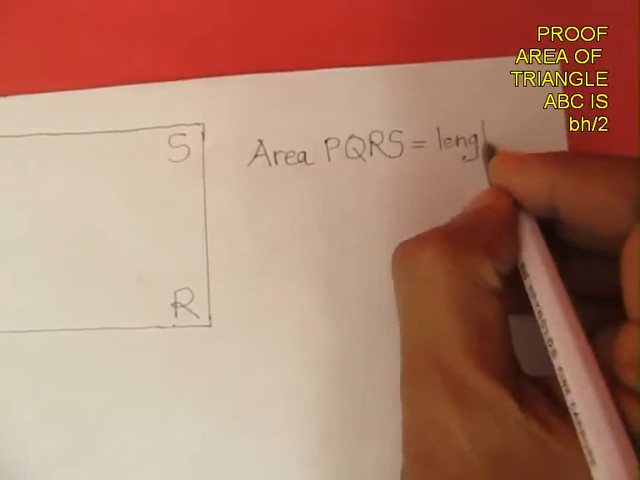 PROOF
AREA OF
TRIANGLE
ABC IS
bh/2
S
Area PQRS = leng
R